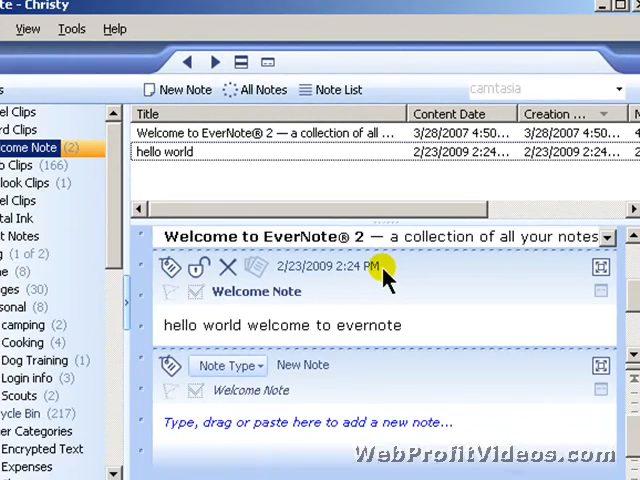 ote - Christy
View Tools Help
s
New Note All Notes Note List camtasia
Title Content Date Creation ...
Welcome to EverNote® 2 — a collection of all ... 3/28/2007 4:50... 3/28/2007 4:50...
hello world 2/23/2009 2:24... 2/23/2009 2:24...
el Clips
rd Clips
come Note (2)
o Clips (166)
look Clips (1)
el Clips
tal Ink
t Notes
g (1 of 2)
e (8)
ges (30)
sonal (8)
camping (2)
Cooking (4)
Dog Training (1)
Login info (3)
Scouts (2)
ycle Bin (217)
er Categories
Encrypted Text
Expenses
Welcome to EverNote® 2 — a collection of all your notes
2/23/2009 2:24 PM
Welcome Note
hello world welcome to evernote
Note Type New Note
Welcome Note
Type, drag or paste here to add a new note...
WebProfitVideos.com